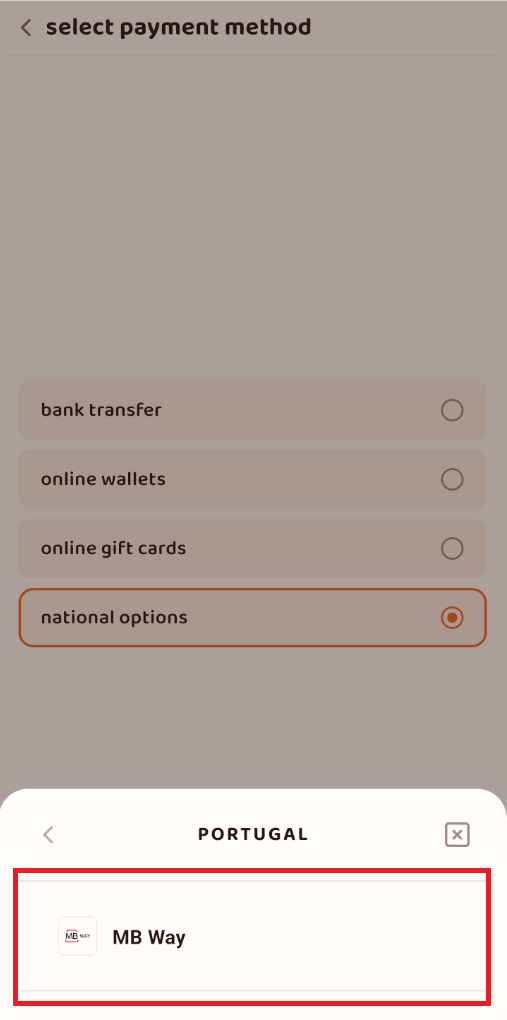 select payment method
bank transfer
online wallets
online gift cards
national options
PORTUGAL
MB WAY MB Way